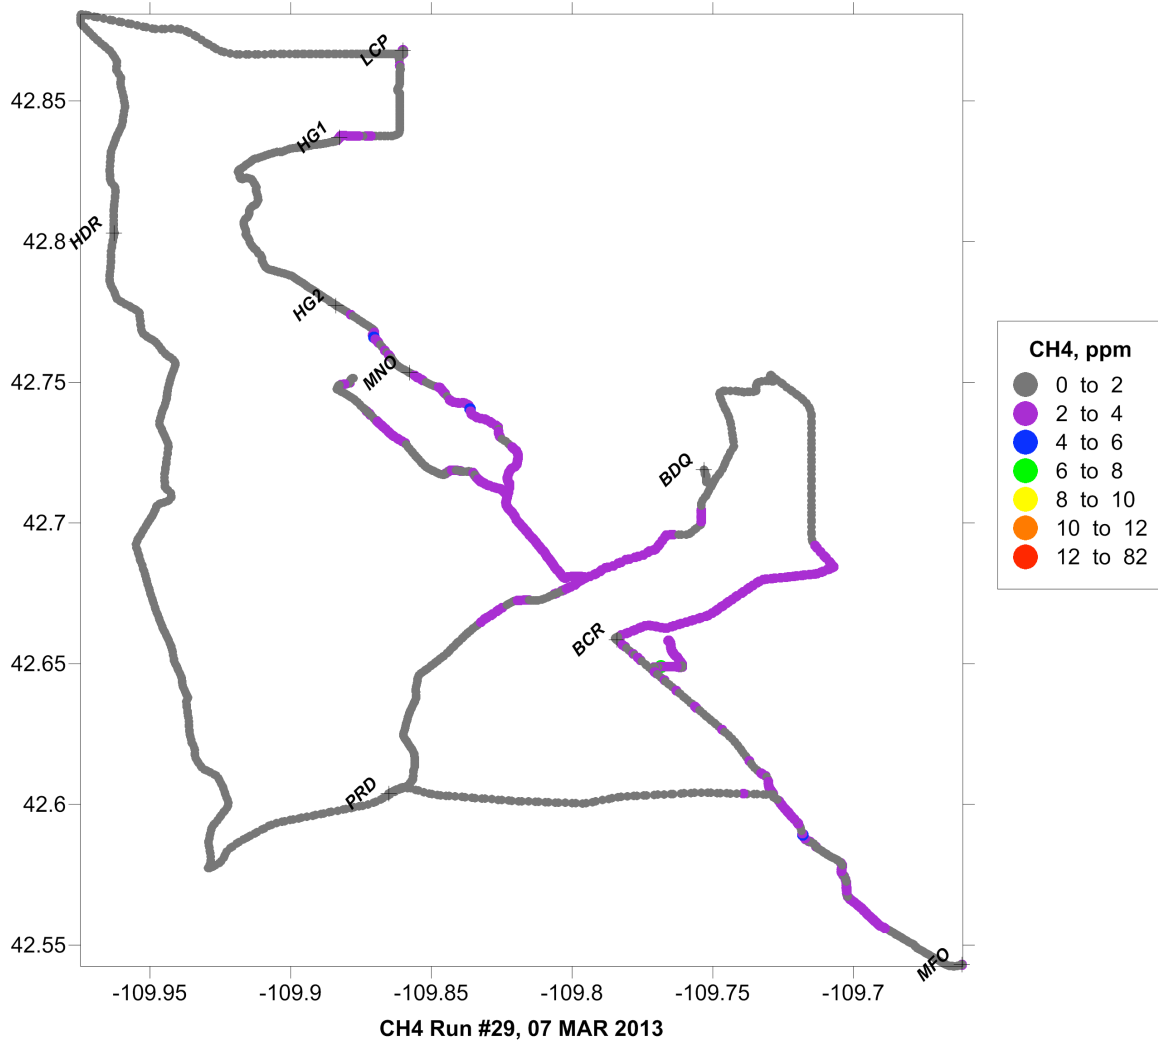 LCP
42.85
HG1
HDR
42.8
HG2
CH4, ppm
MNO
42.75
0 to 2
2 to 4
4 to 6
BDQ
6 to 8
8 to 10
42.7
10 to 12
12 to 82
BCR
42.65
PRD
42.6
MFO
42.55
-109.95 -109.9 -109.85 -109.8 -109.75 -109.7
CH4 Run #29, 07 MAR 2013